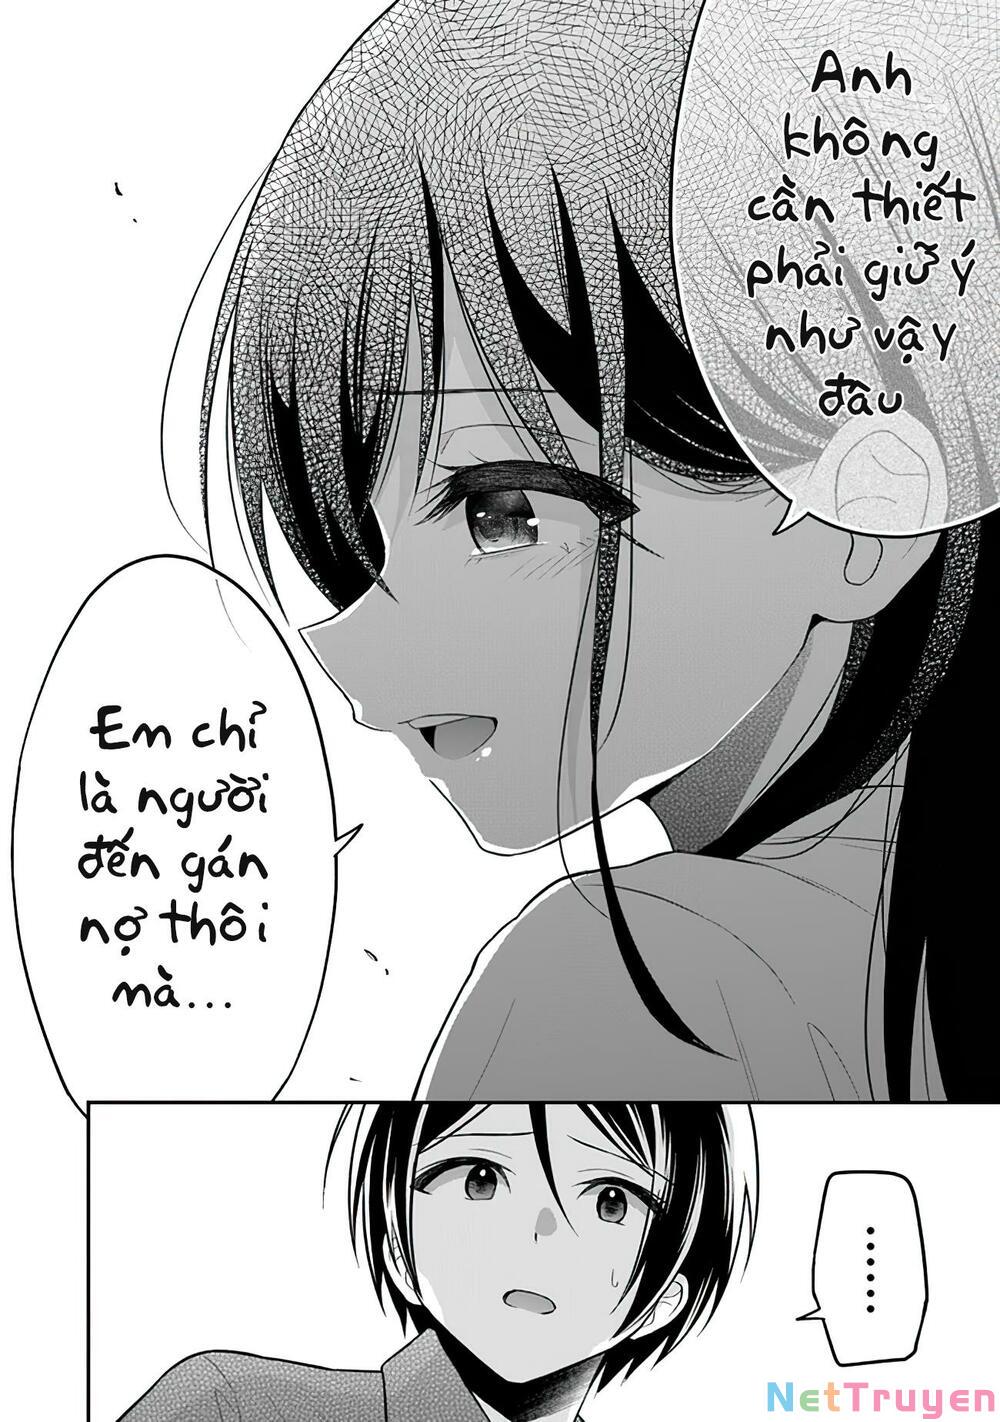 Anh
không
cần thiết
phải giữ ý
như vậy
đâu
Em chỉ
là người
đến gán
nợ thôi
mà...
......
NetTruyen